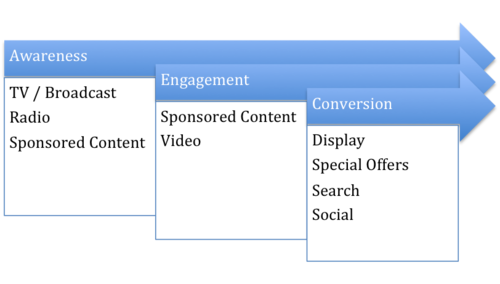 Awareness
TV / Broadcast
Radio
Sponsored Content
Engagement
Sponsored Content
Video
Conversion
Display
Special Offers
Search
Social